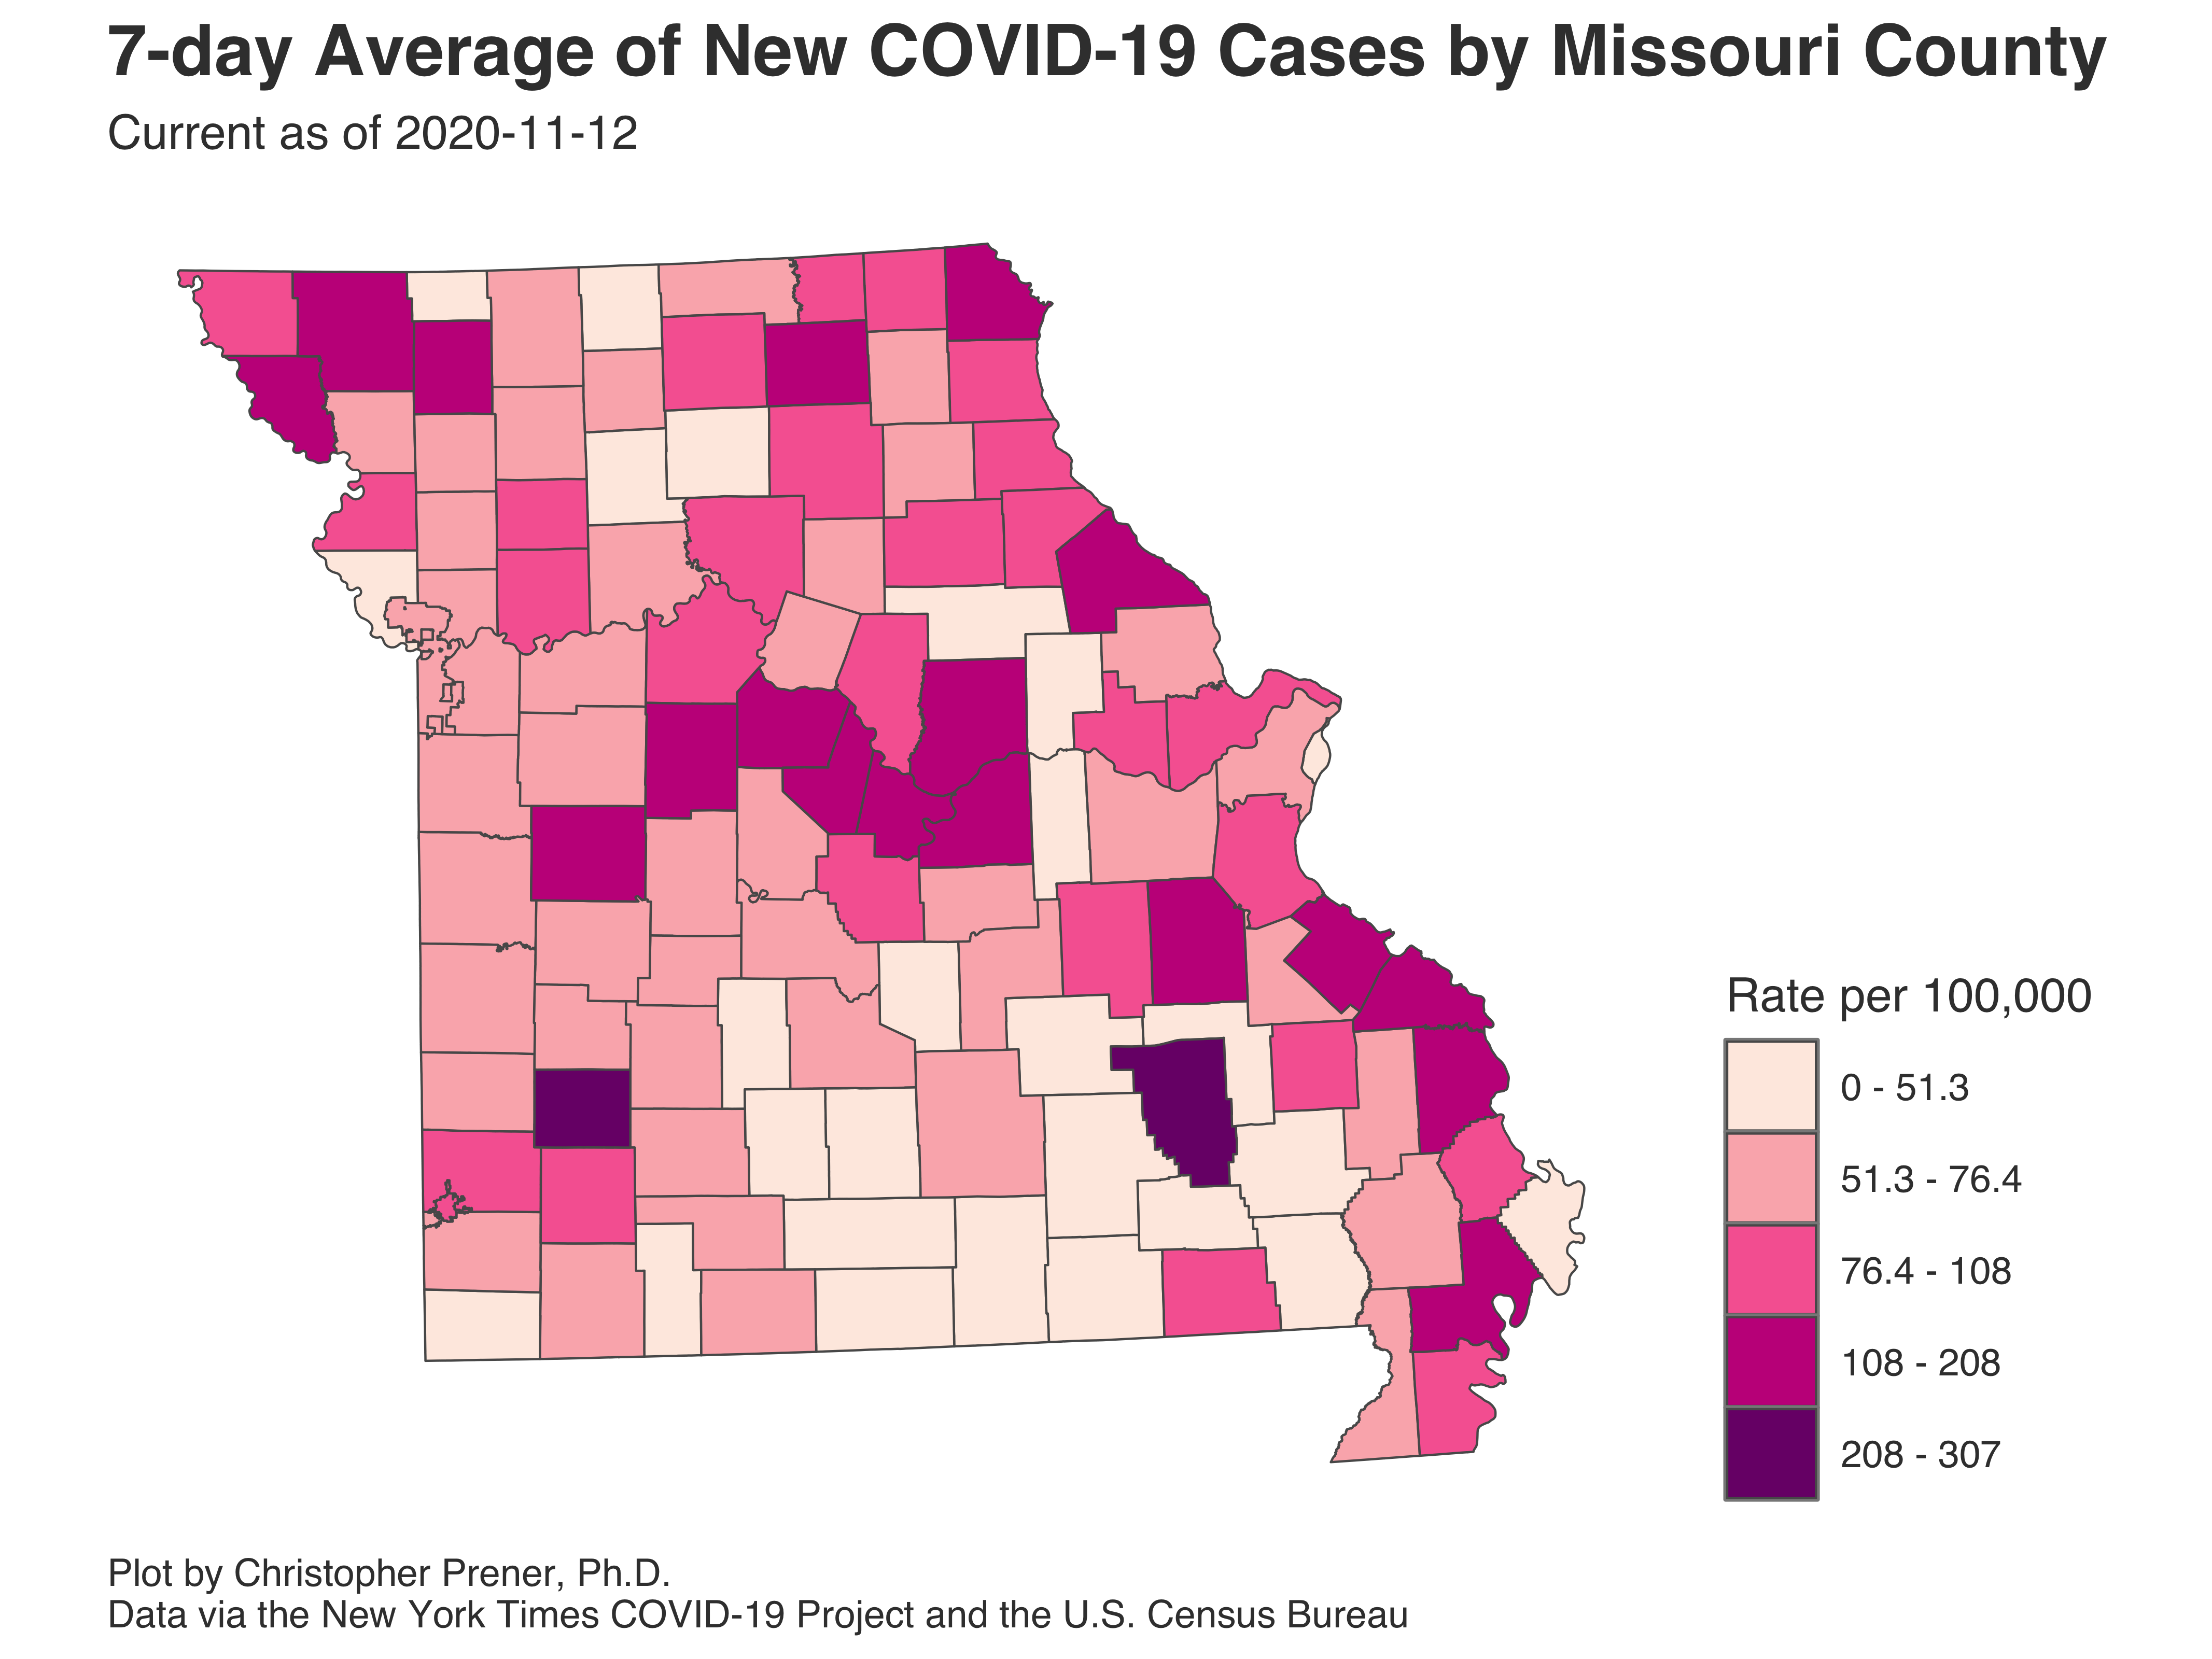 7-day Average of New COVID-19 Cases by Missouri County
Current as of 2020-11-12
Rate per 100,000
0 - 51.3
51.3 - 76.4
76.4 - 108
108 - 208
208 - 307
Plot by Christopher Prener, Ph.D.
Data via the New York Times COVID-19 Project and the U.S. Census Bureau